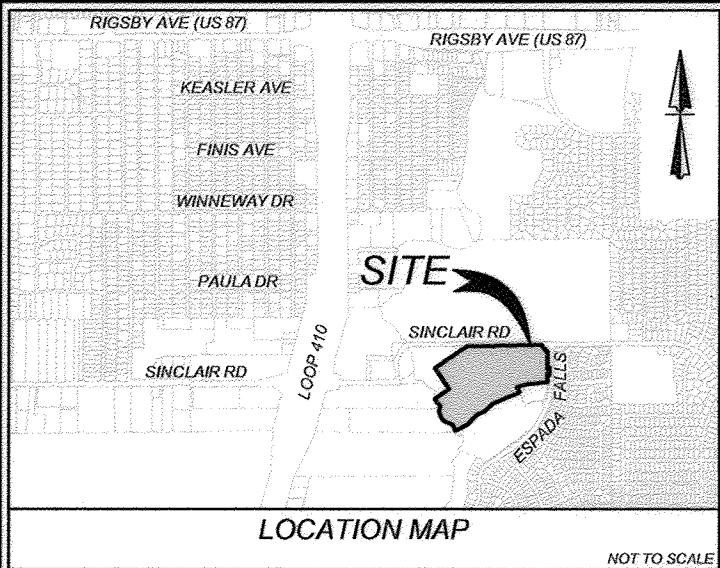 RIGSBY AVE (US 87)
RIGSBY AVE (US 87)
KEASLER AVE
FINIS AVE
WINNEWAY DR
PAULA DR
SITE
SINCLAIR RD
LOOP 410
SINCLAIR RD
ESPADA FALLS
LOCATION MAP
NOT TO SCALE